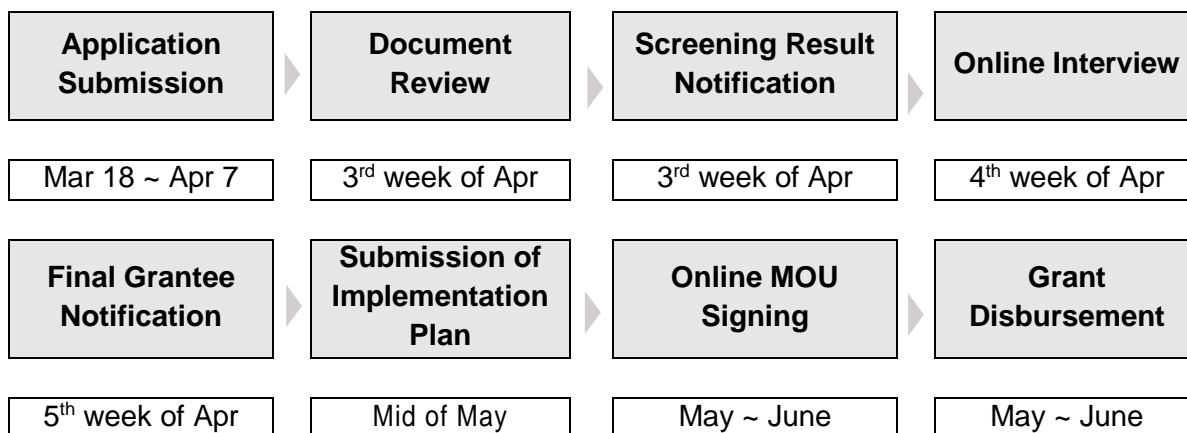 Application
Submission
Document
Review
Screening Result
Notification
Online Interview
Mar 18 ~ Apr 7
3rd week of Apr
3rd week of Apr
4th week of Apr
Final Grantee
Notification
Submission of
Implementation
Plan
Online MOU
Signing
Grant
Disbursement
5th week of Apr
Mid of May
May ~ June
May ~ June